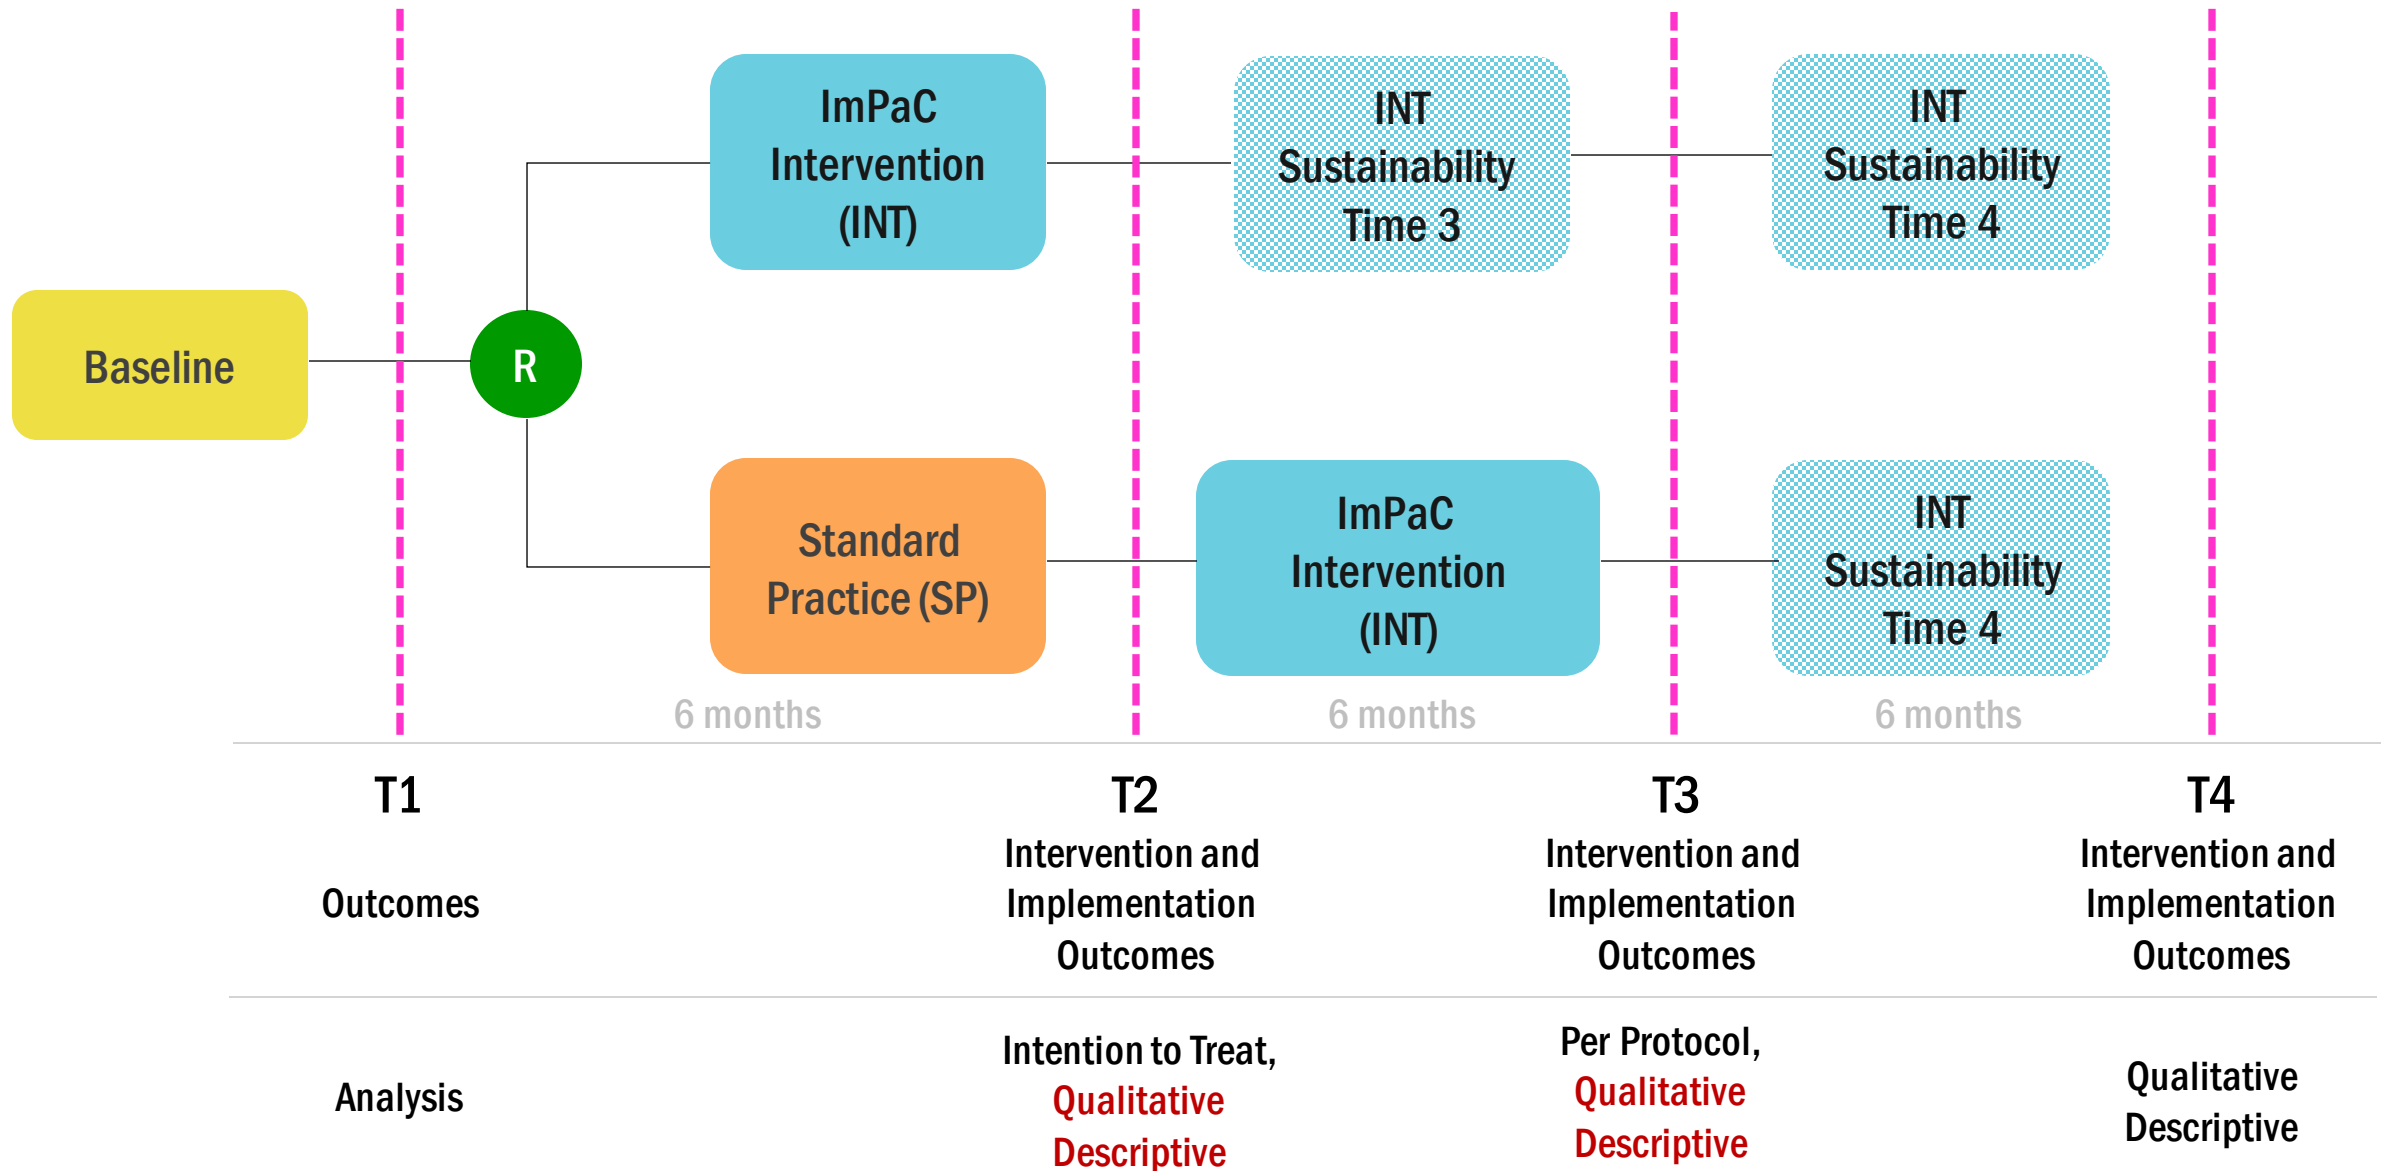 ImPaC
Intervention
(INT)
INT
Sustainability
Time 3
INT
Sustainability
Time 4
Baseline
R
Standard
Practice (SP)
ImPaC
Intervention
(INT)
INT
Sustainability
Time 4
6 months
6 months
6 months
T1
T2
T3
T4
Outcomes
Intervention and
Implementation
Outcomes
Intervention and
Implementation
Outcomes
Intervention and
Implementation
Outcomes
Analysis
Intention to Treat,
Qualitative
Descriptive
Per Protocol,
Qualitative
Descriptive
Qualitative
Descriptive